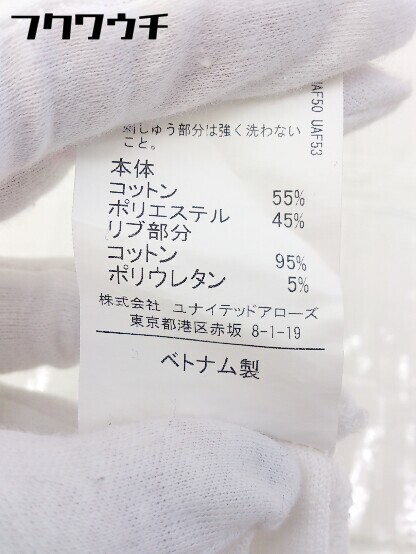 フクワウチ
UAF50 UAF53
刺しゅう部分は強く洗わない
こと。
本体
コットン 55%
ポリエステル 45%
リブ部分
コットン 95%
ポリウレタン 5%
株式会社 ユナイテッドアローズ
東京都港区赤坂 8-1-19
ベトナム製